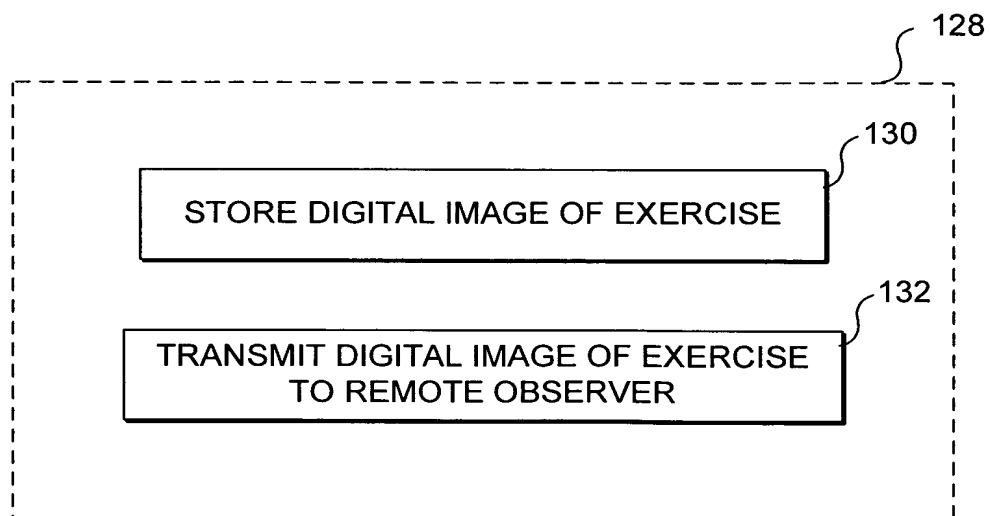 128
130
STORE DIGITAL IMAGE OF EXERCISE
132
TRANSMIT DIGITAL IMAGE OF EXERCISE
TO REMOTE OBSERVER